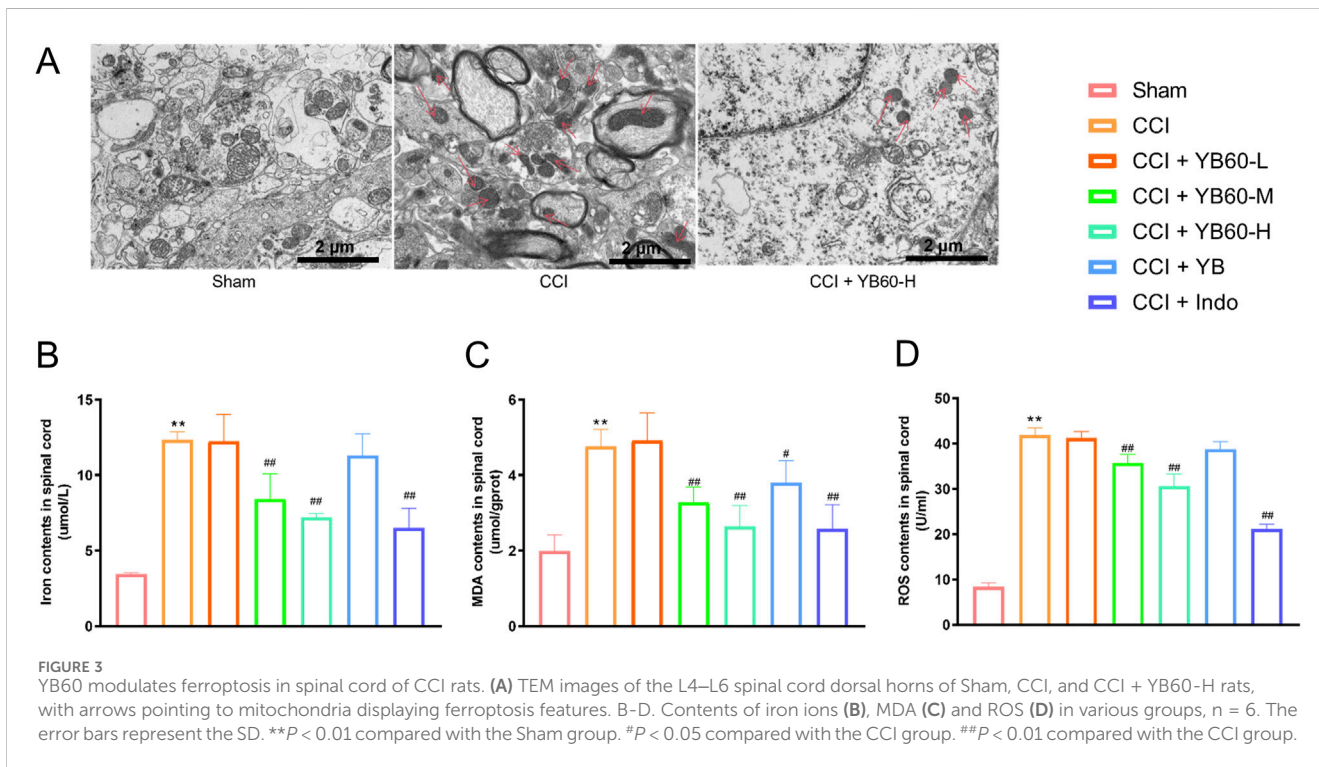 A
2 μm
2 μm
2 μm
Sham
CCI
CCI + YB60-H
Sham
CCI
CCI + YB60-L
CCI + YB60-M
CCI + YB60-H
CCI + YB
CCI + Indo
B
Iron contents in spinal cord
(umol/L)
15
10
5
0
**
##
##
##
C
MDA contents in spinal cord
(umol/gprot)
6
4
2
0
**
##
##
#
##
D
ROS contents in spinal cord
(U/ml)
50
40
30
20
10
0
**
##
##
##
FIGURE 3
YB60 modulates ferroptosis in spinal cord of CCI rats. (A) TEM images of the L4–L6 spinal cord dorsal horns of Sham, CCI, and CCI + YB60-H rats,
with arrows pointing to mitochondria displaying ferroptosis features. B-D. Contents of iron ions (B), MDA (C) and ROS (D) in various groups, n = 6. The
error bars represent the SD. **P < 0.01 compared with the Sham group. #P < 0.05 compared with the CCI group. ##P < 0.01 compared with the CCI group.